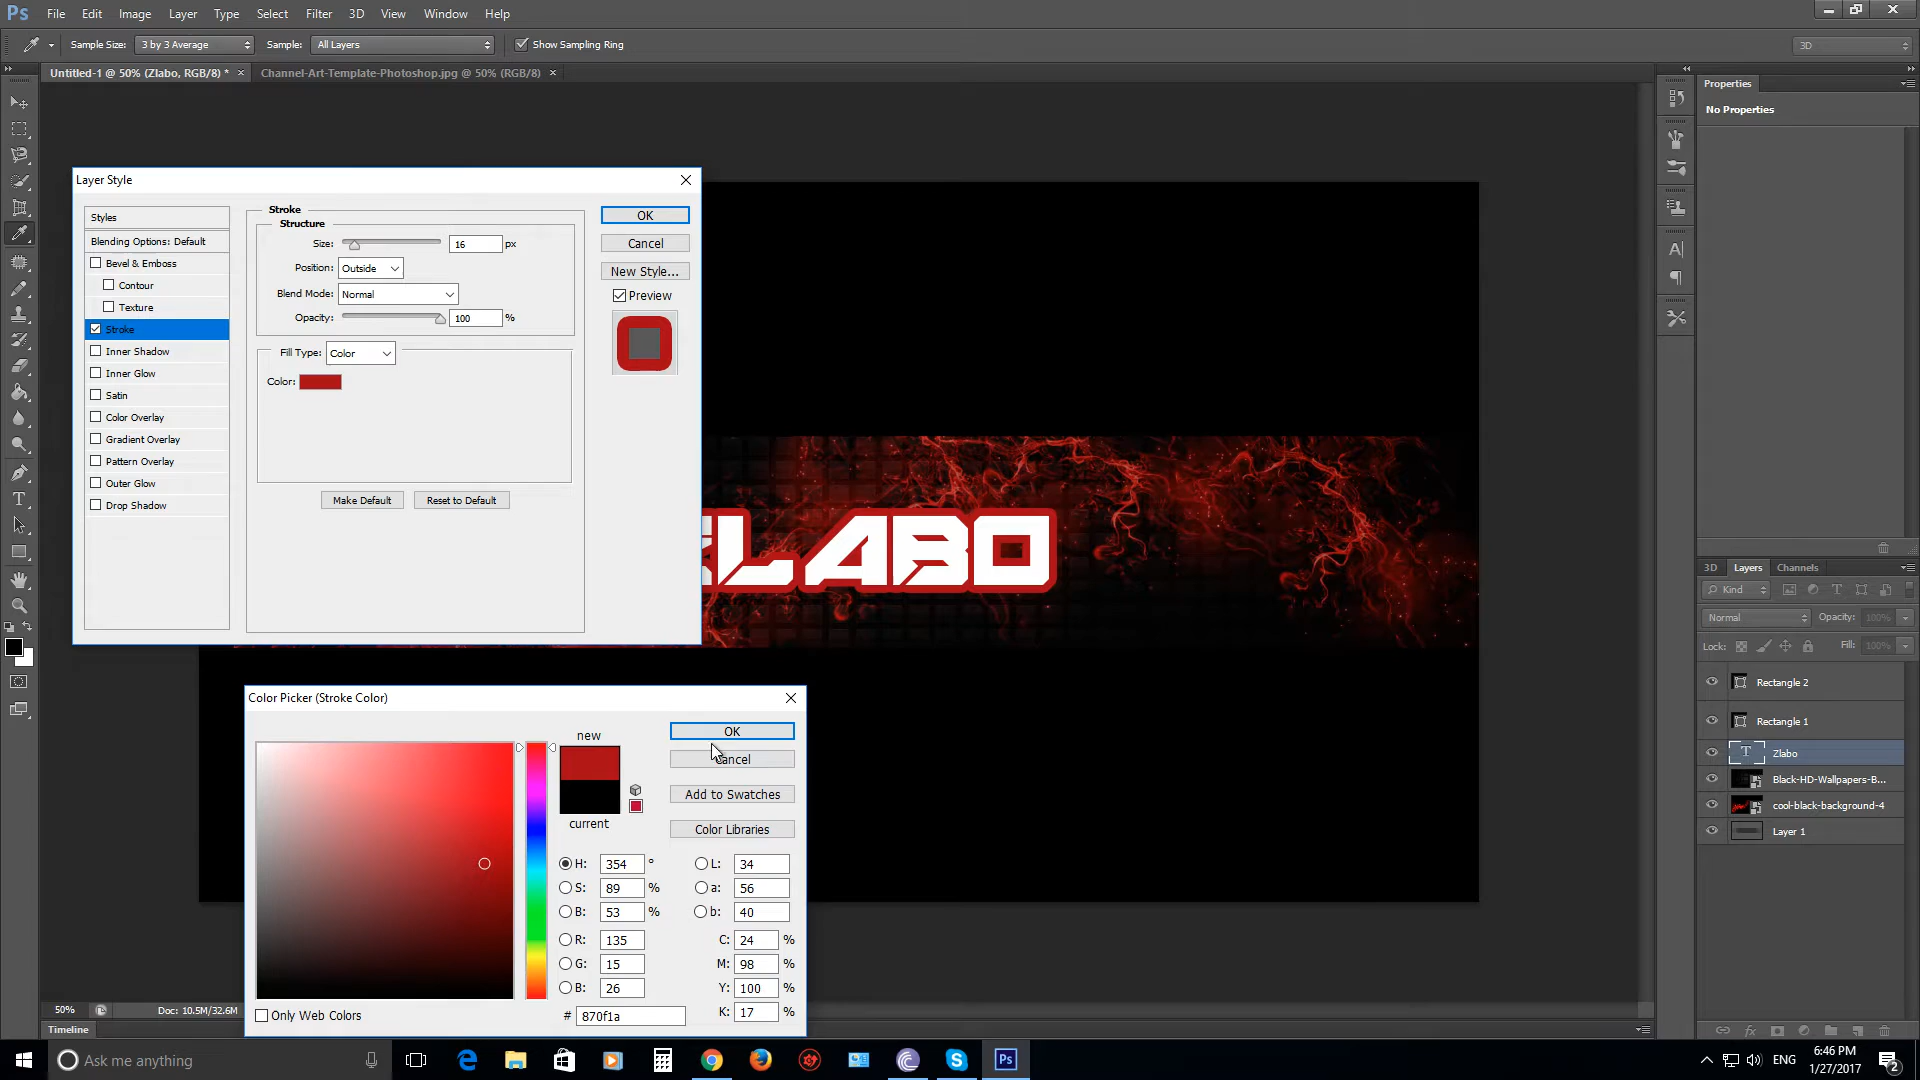 Ps File Edit Image Layer Type Select Filter 3D View Window Help
Sample Size: 3 by 3 Average Sample: All Layers Show Sampling Ring 3D
Untitled-1 @ 50% (Zlabo, RGB/8) * × Channel-Art-Template-Photoshop.jpg @ 50% (RGB/8) ×
Properties
No Properties
Layer Style
Styles
Blending Options: Default
Bevel & Emboss
Contour
Texture
Stroke
Inner Shadow
Inner Glow
Satin
Color Overlay
Gradient Overlay
Pattern Overlay
Outer Glow
Drop Shadow
Stroke
Structure
Size: 16 px
Position: Outside
Blend Mode: Normal
Opacity: 100 %
Fill Type: Color
Color:
Make Default Reset to Default
OK
Cancel
New Style...
Preview
LABO
Color Picker (Stroke Color)
new
current
OK
Cancel
Add to Swatches
Color Libraries
H: 354 °
S: 89 %
B: 53 %
R: 135
G: 15
B: 26
# 870f1a
L: 34
a: 56
b: 40
C: 24 %
M: 98 %
Y: 100 %
K: 17 %
Only Web Colors
3D Layers Channels
Kind
Normal Opacity: 100%
Lock: Fill: 100%
Rectangle 2
Rectangle 1
T Zlabo
Black-HD-Wallpapers-B...
cool-black-background-4
Layer 1
50% Doc: 10.5M/32.6M
Timeline
Ask me anything
Ps
ENG
6:46 PM
1/27/2017
2